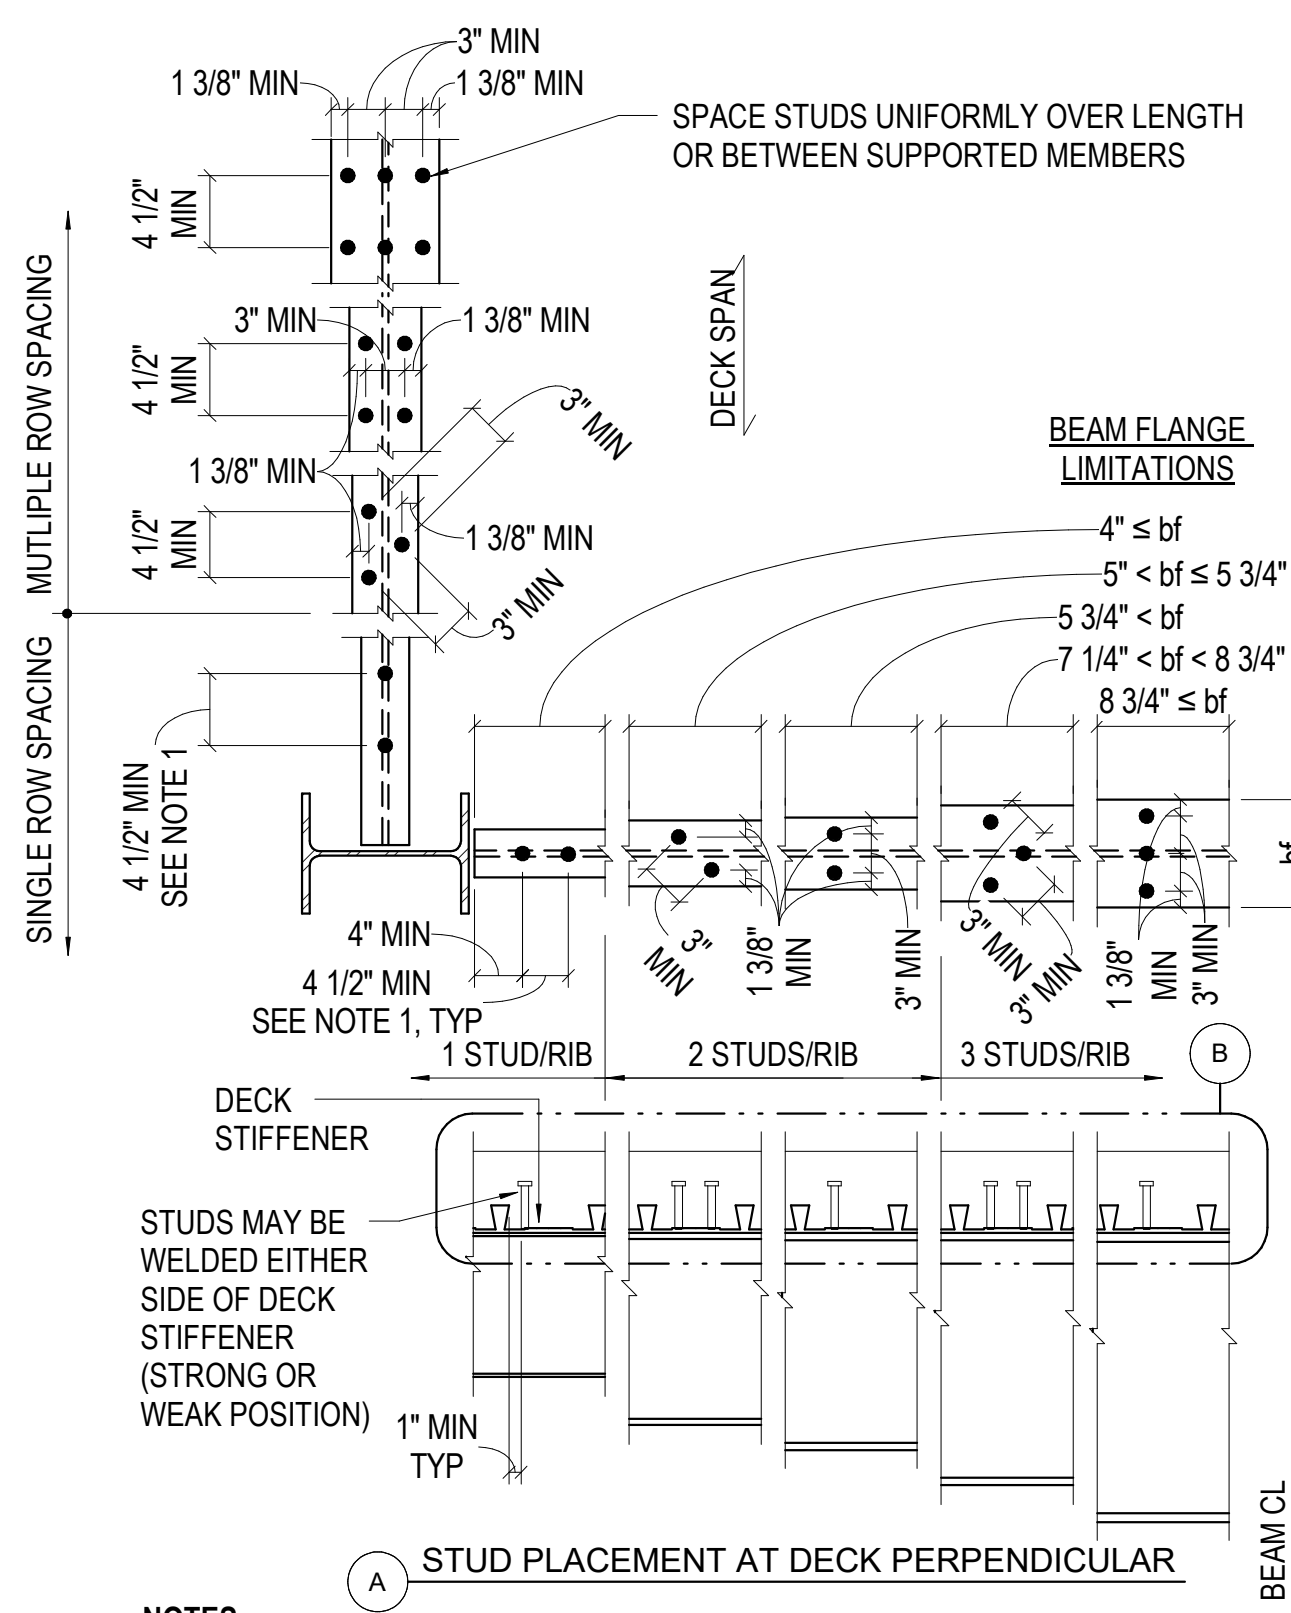 3" MIN
1 3/8" MIN
1 3/8" MIN
SPACE STUDS UNIFORMLY OVER LENGTH
OR BETWEEN SUPPORTED MEMBERS
4 1/2"
MIN
MUTLIPLE ROW SPACING
DECK SPAN
3" MIN
1 3/8" MIN
4 1/2"
MIN
3" MIN
1 3/8" MIN
BEAM FLANGE
LIMITATIONS
4 1/2"
MIN
1 3/8" MIN
3" MIN
4" ≤ bf
5" < bf ≤ 5 3/4"
5 3/4" < bf
7 1/4" < bf < 8 3/4"
8 3/4" ≤ bf
SINGLE ROW SPACING
4 1/2" MIN
SEE NOTE 1
bf
4" MIN
4 1/2" MIN
SEE NOTE 1, TYP
3"
MIN
1 3/8"
MIN
3" MIN
3" MIN
3" MIN
1 3/8"
MIN
3" MIN
1 STUD/RIB
2 STUDS/RIB
3 STUDS/RIB
B
DECK
STIFFENER
STUDS MAY BE
WELDED EITHER
SIDE OF DECK
STIFFENER
(STRONG OR
WEAK POSITION)
1" MIN
TYP
BEAM CL
A
STUD PLACEMENT AT DECK PERPENDICULAR
NOTES